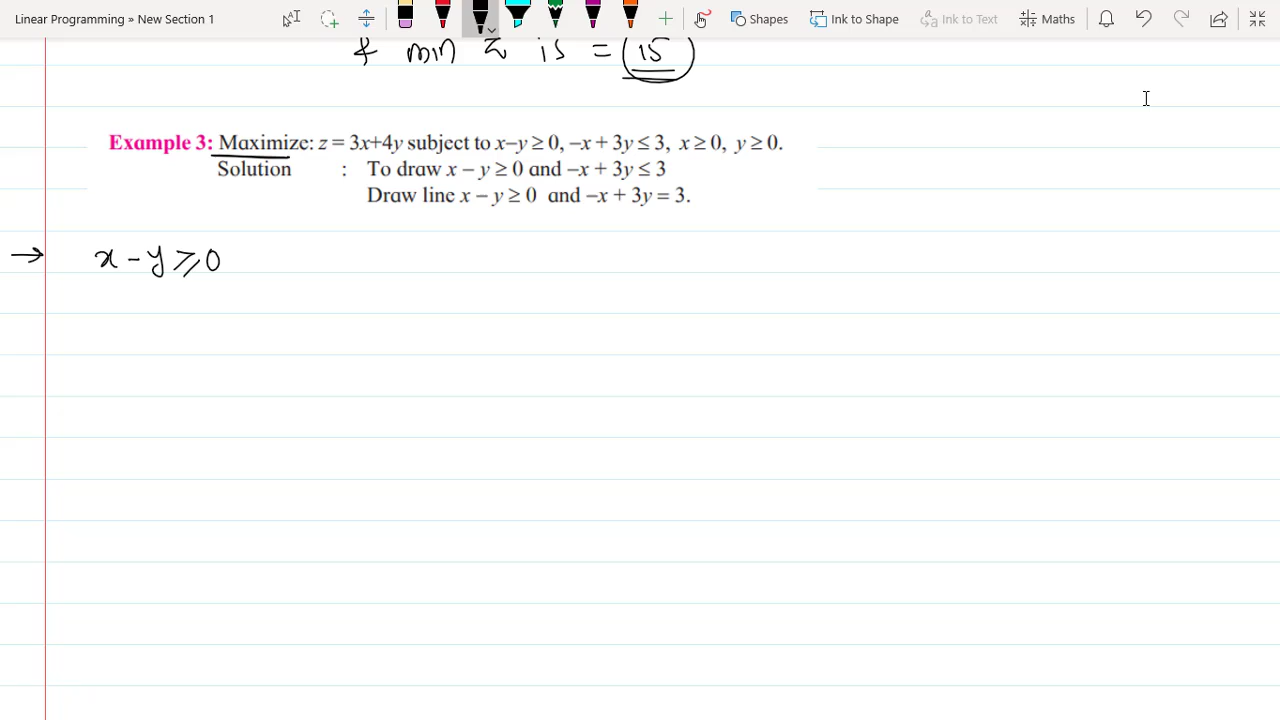 Linear Programming » New Section 1
Shapes
Ink to Shape
Ink to Text
Maths
& min z is = 15
Example 3: Maximize: z = 3x+4y subject to x–y ≥ 0, –x + 3y ≤ 3, x ≥ 0, y ≥ 0.
Solution : To draw x – y ≥ 0 and –x + 3y ≤ 3
Draw line x – y ≥ 0 and –x + 3y = 3.
→ x - y ≥ 0